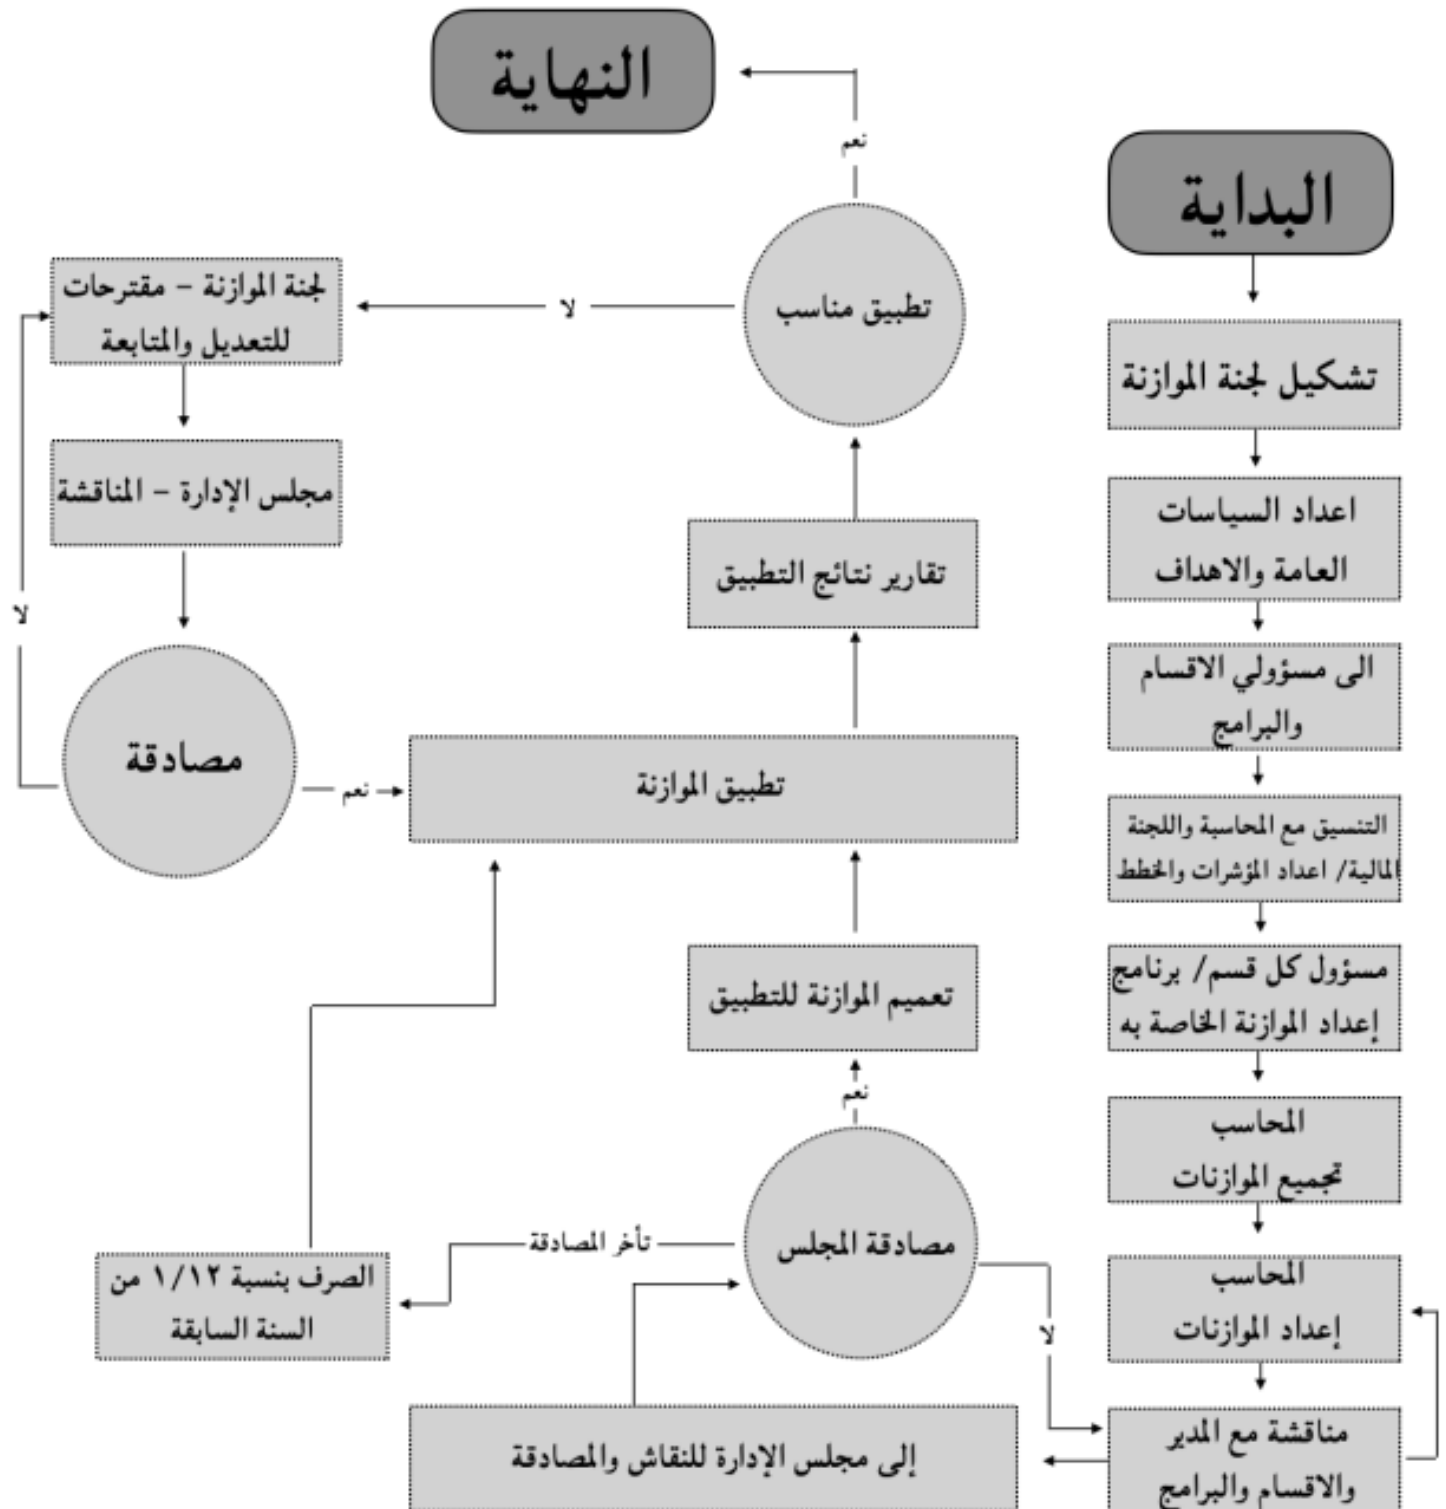 البداية
تشكيل لجنة الموازنة
اعداد السياسات
العامة والاهداف
الى مسؤولي الاقسام
والبرامج
التنسيق مع المحاسبة واللجنة
المالية/ اعداد المؤشرات والخطط
مسؤول كل قسم/ برنامج
إعداد الموازنة الخاصة به
المحاسب
تجميع الموازنات
المحاسب
إعداد الموازنات
مناقشة مع المدير
والاقسام والبرامج
إلى مجلس الإدارة للنقاش والمصادقة
مصادقة المجلس
لا
تأخر المصادقة
الصرف بنسبة ١/١٢ من
السنة السابقة
نعم
تعميم الموازنة للتطبيق
تطبيق الموازنة
تقارير نتائج التطبيق
تطبيق مناسب
لا
لجنة الموازنة – مقترحات
للتعديل والمتابعة
مجلس الإدارة – المناقشة
مصادقة
لا
نعم
نعم
النهاية